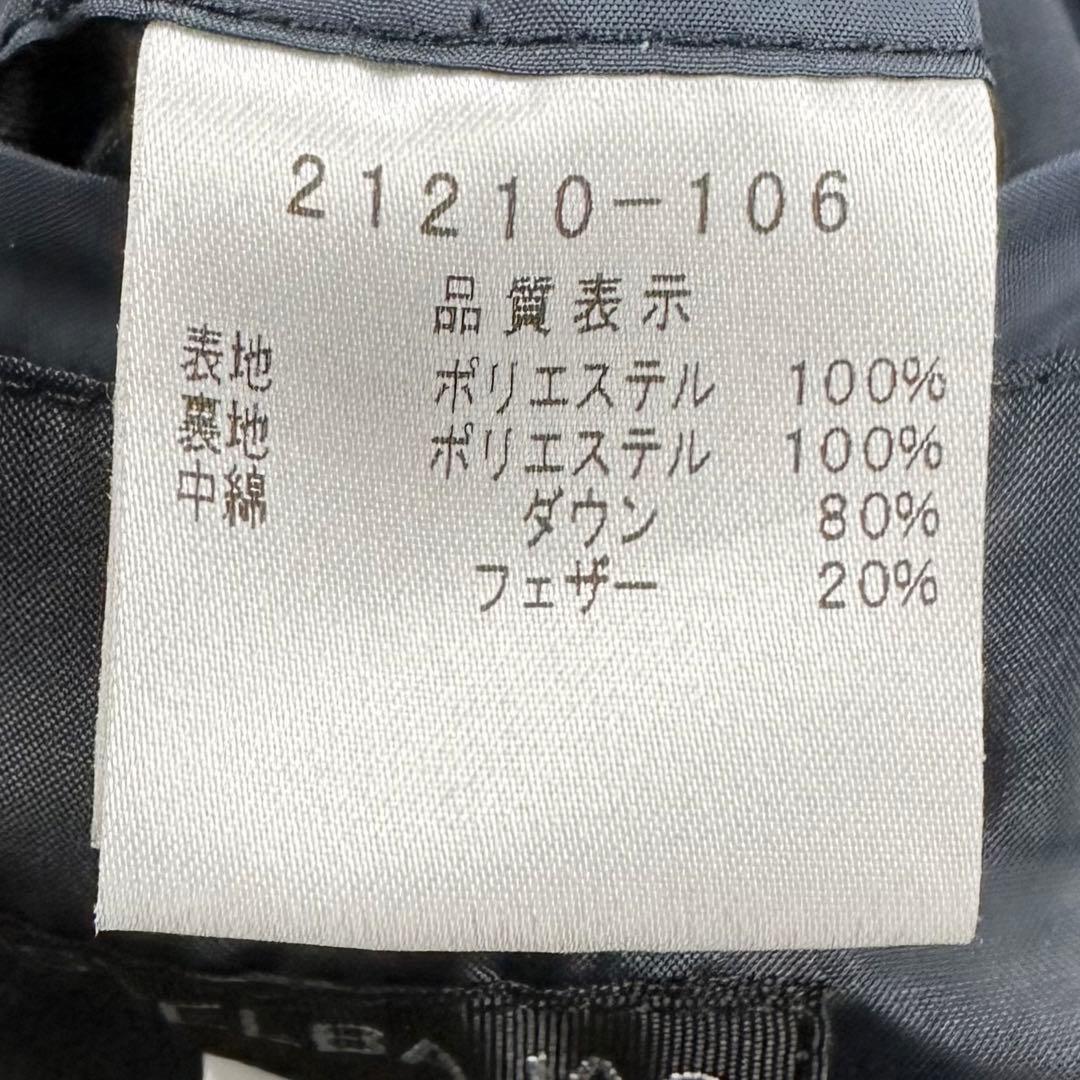 21210-106
品質表示
表地 ポリエステル 100%
裏地 ポリエステル 100%
中綿 ダウン 80%
フェザー 20%